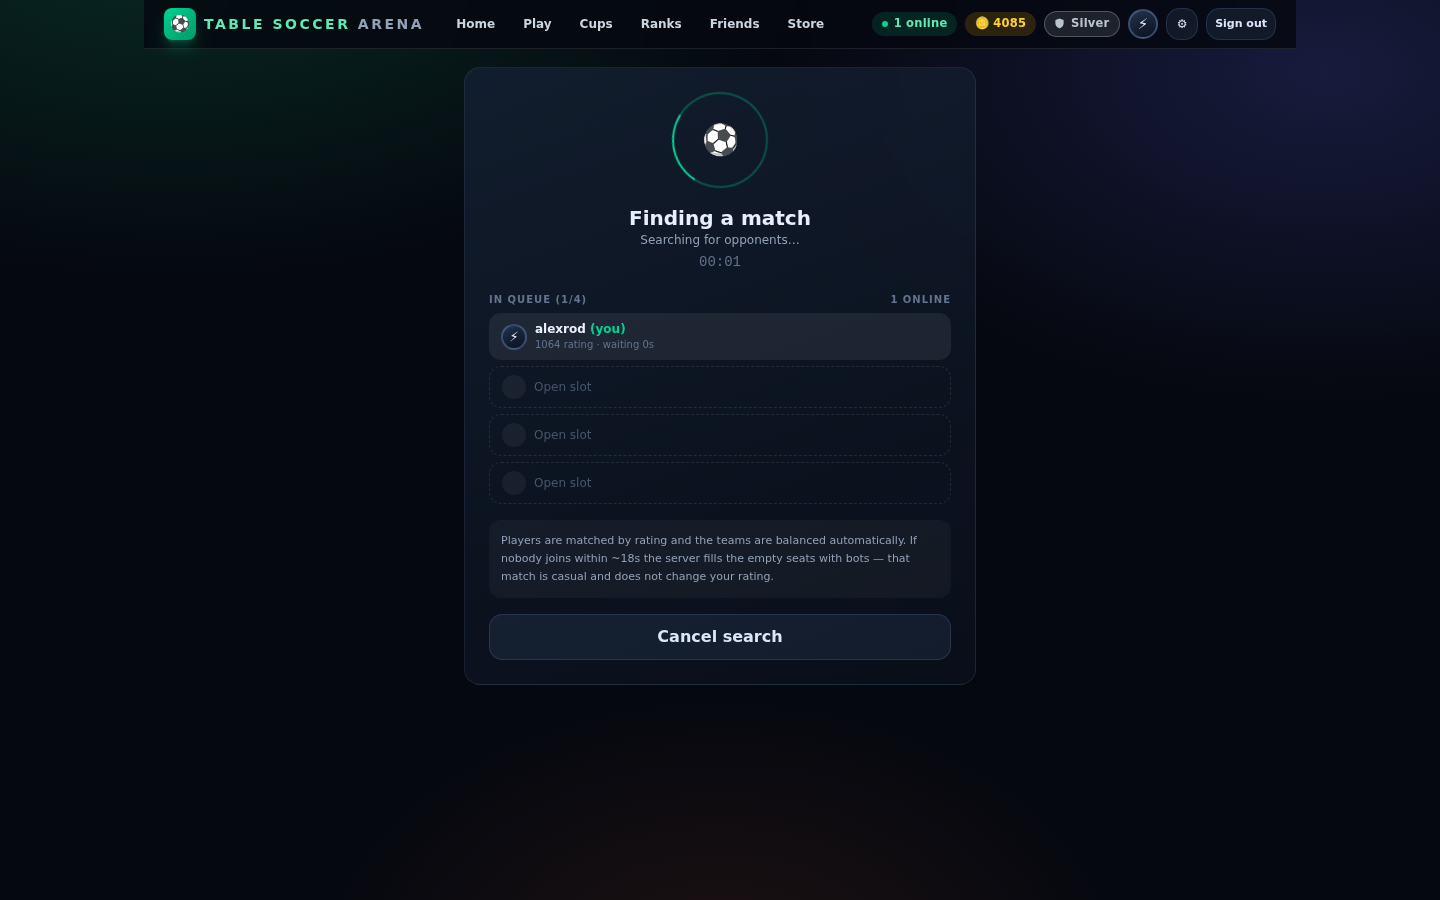 TABLE SOCCER ARENA Home Play Cups Ranks Friends Store 1 online 4085 Silver Sign out
Finding a match
Searching for opponents...
00:01
IN QUEUE (1/4) 1 ONLINE
alexrod (you)
1064 rating · waiting 0s
Open slot
Open slot
Open slot
Players are matched by rating and the teams are balanced automatically. If
nobody joins within ~18s the server fills the empty seats with bots — that
match is casual and does not change your rating.
Cancel search